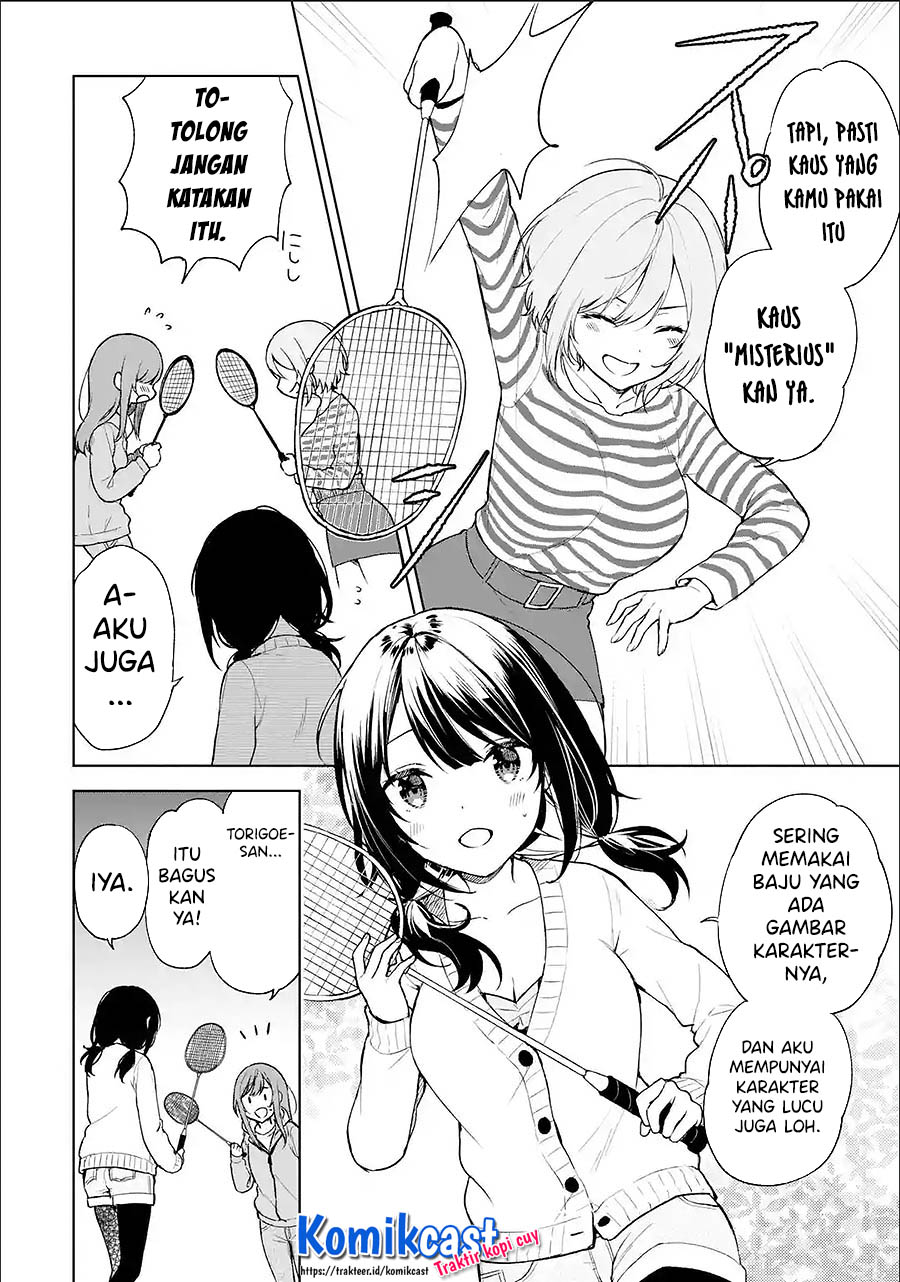 TAPI, PASTI
KAUS YANG
KAMU PAKAI
ITU
KAUS
"MISTERIUS"
KAN YA.
TO-
TOLONG
JANGAN
KATAKAN
ITU.
A-
AKU
JUGA
...
SERING
MEMAKAI
BAJU YANG
ADA
GAMBAR
KARAKTER-
NYA,
DAN AKU
MEMPUNYAI
KARAKTER
YANG LUCU
JUGA LOH.
TORIGOE-
SAN...
ITU
BAGUS
KAN
YA!
IYA.
Komikcast
Traktir kopi cuy
https://trakteer.id/komikcast